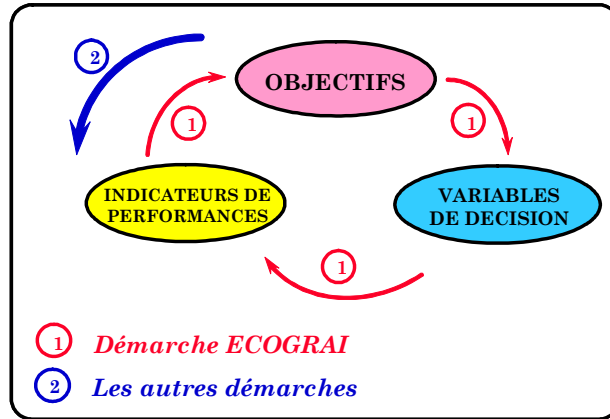 2
OBJECTIFS
1
1
INDICATEURS DE
PERFORMANCES
VARIABLES
DE DECISION
1
1 Démarche ECOGRAI
2 Les autres démarches